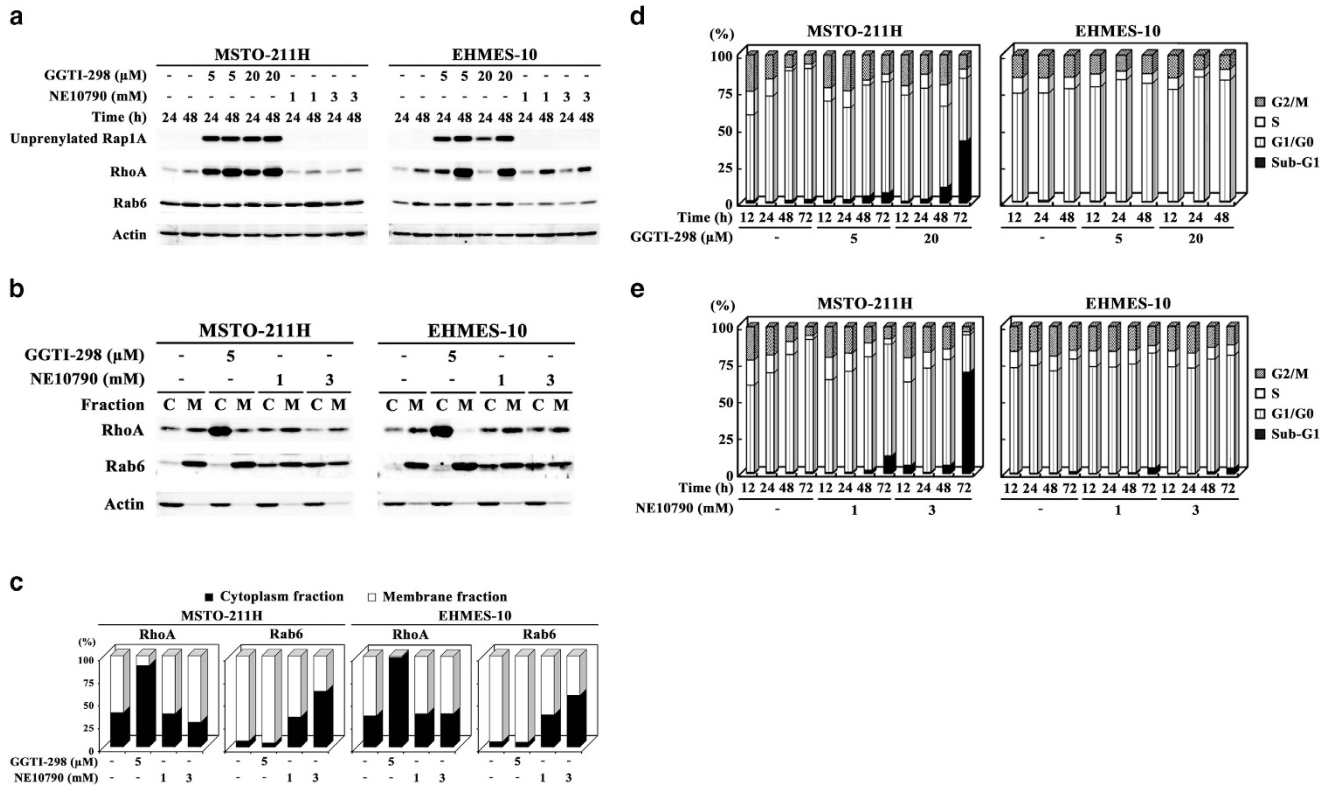 a
MSTO-211H EHMES-10
GGTI-298 (µM) - - 5 5 20 20 - - - - - - 5 5 20 20 - - - -
NE10790 (mM) - - - - - - 1 1 3 3 - - - - - - 1 1 3 3
Time (h) 24 48 24 48 24 48 24 48 24 48 24 48 24 48 24 48 24 48 24 48
Unprenylated Rap1A
RhoA
Rab6
Actin
b
MSTO-211H EHMES-10
GGTI-298 (µM) - 5 - - - 5 - -
NE10790 (mM) - - 1 3 - - 1 3
Fraction C M C M C M C M C M C M C M C M
RhoA
Rab6
Actin
c
Cytoplasm fraction Membrane fraction
MSTO-211H EHMES-10
RhoA Rab6 RhoA Rab6
(%)
100
75
50
25
0
GGTI-298 (µM) - 5 - - - 5 - - - 5 - - - 5 - -
NE10790 (mM) - - 1 3 - - 1 3 - - 1 3 - - 1 3
d
MSTO-211H EHMES-10
(%)
100
75
50
25
0
G2/M
S
G1/G0
Sub-G1
Time (h) 12 24 48 72 12 24 48 72 12 24 48 72 12 24 48 12 24 48 12 24 48
GGTI-298 (µM) - 5 20 - 5 20
e
MSTO-211H EHMES-10
(%)
100
75
50
25
0
G2/M
S
G1/G0
Sub-G1
Time (h) 12 24 48 72 12 24 48 72 12 24 48 72 12 24 48 72 12 24 48 72 12 24 48 72
NE10790 (mM) - 1 3 - 1 3